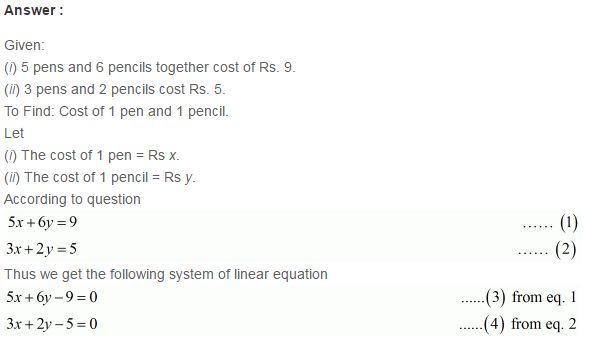 Answer :
Given:
(i) 5 pens and 6 pencils together cost of Rs. 9.
(ii) 3 pens and 2 pencils cost Rs. 5.
To Find: Cost of 1 pen and 1 pencil.
Let
(i) The cost of 1 pen = Rs x.
(ii) The cost of 1 pencil = Rs y.
According to question
5x + 6y = 9 ...... (1)
3x + 2y = 5 ...... (2)
Thus we get the following system of linear equation
5x + 6y − 9 = 0 ......(3) from eq. 1
3x + 2y − 5 = 0 ......(4) from eq. 2